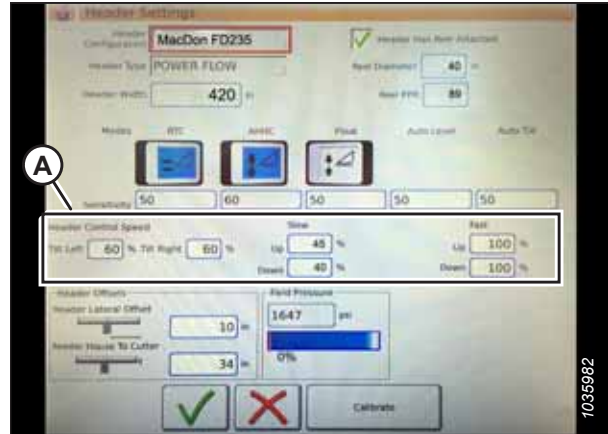 Header Settings
Header Configuration MacDon FD235 Header Has Reel Attached
Header Type POWER FLOW Reel Diameter 40 in
Header Width 420 in Reel PPR 89
Modes RTC AHHC Float Auto Level Auto Tilt
A
Sensitivity 50 60 50 50 50
Header Control Speed Slow Fast
Tilt Left 60 % Tilt Right 60 % Up 45 % Up 100 %
Down 40 % Down 100 %
Header Offsets Field Pressure
Header Lateral Offset 1647 psi
10 in
Feeder House To Cutter 0%
34 in
Calibrate
1035982